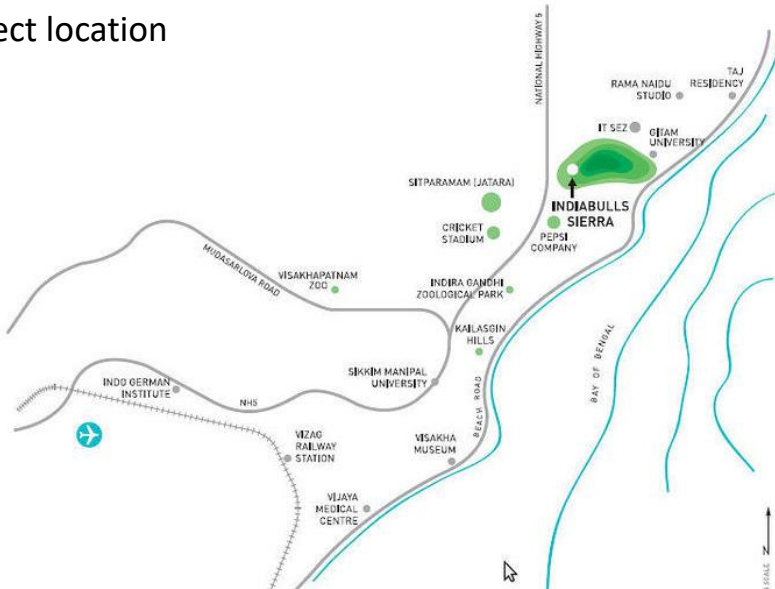 ect location
NATIONAL HIGHWAY 5
TAJ
RESIDENCY
RAMA NAIDU
STUDIO
IT SEZ
GITAM
UNIVERSITY
SITPARAMAM (JATARA)
INDIABULLS
SIERRA
CRICKET
STADIUM
PEPSI
COMPANY
MUDASARLOVA ROAD
VISAKHAPATNAM
ZOO
INDIRA GANDHI
ZOOLOGICAL PARK
KAILASGIRI
HILLS
BAY OF BENGAL
SIKKIM MANIPAL
UNIVERSITY
INDO GERMAN
INSTITUTE
NH5
BEACH ROAD
VIZAG
RAILWAY
STATION
VISAKHA
MUSEUM
VIJAYA
MEDICAL
CENTRE
N
SCALE